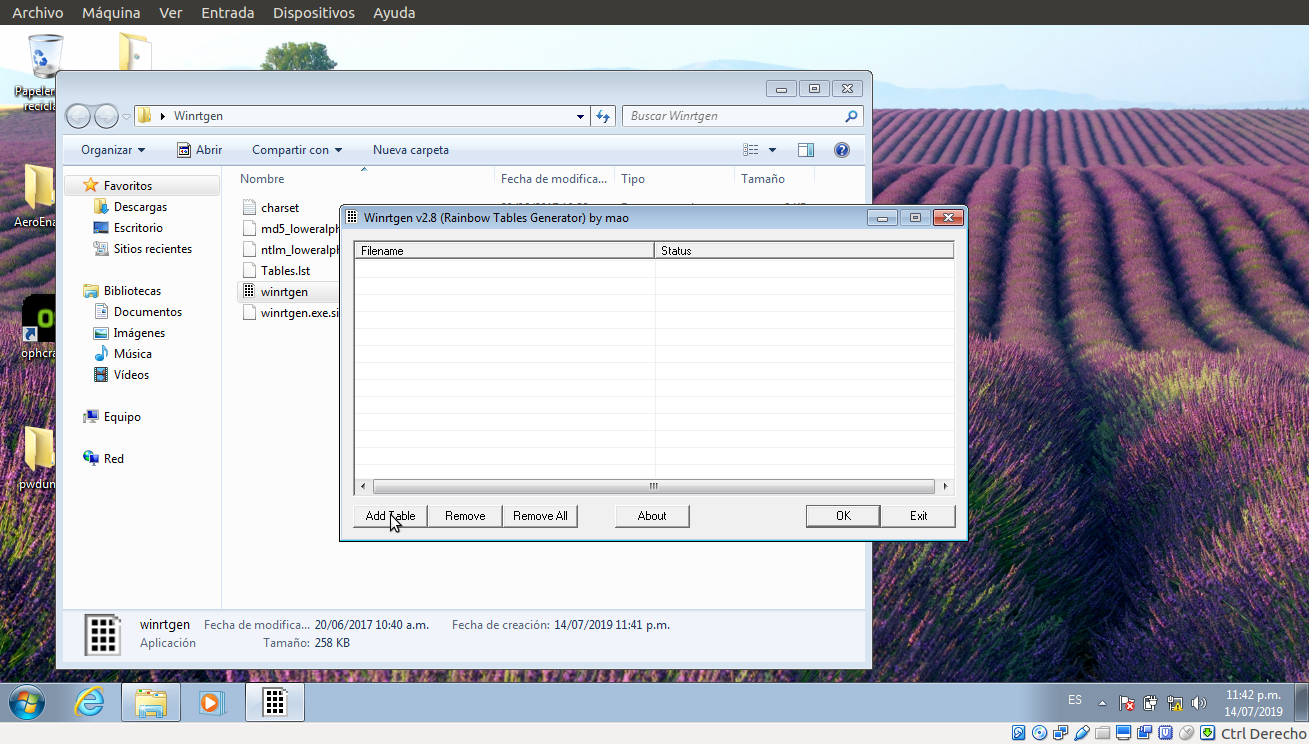 Archivo Máquina Ver Entrada Dispositivos Ayuda
Winrtgen
Buscar Winrtgen
Organizar Abrir Compartir con Nueva carpeta
Nombre Fecha de modifica... Tipo Tamaño
Favoritos
Descargas
Escritorio
Sitios recientes
Bibliotecas
Documentos
Imágenes
Música
Vídeos
Equipo
Red
charset
md5_loweralph
ntlm_loweralph
Tables.lst
winrtgen
winrtgen.exe.si
Winrtgen v2.8 (Rainbow Tables Generator) by mao
Filename Status
Add Table Remove Remove All About OK Exit
winrtgen Fecha de modifica... 20/06/2017 10:40 a.m. Fecha de creación: 14/07/2019 11:41 p.m.
Aplicación Tamaño: 258 KB
Papeler
recicla
AeroEna
ophcra
pwdun
ES
11:42 p.m.
14/07/2019
Ctrl Derecho